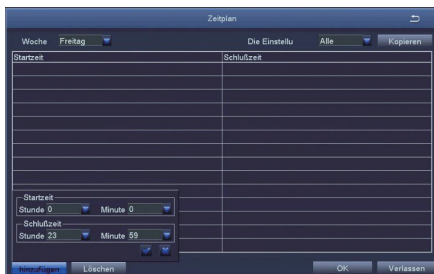 Zeitplan
Woche Freitag Die Einstellu Alle Kopieren
Startzeit Schlußzeit
Startzeit
Stunde 0 Minute 0
Schlußzeit
Stunde 23 Minute 59
hinzufügen Löschen OK Verlassen